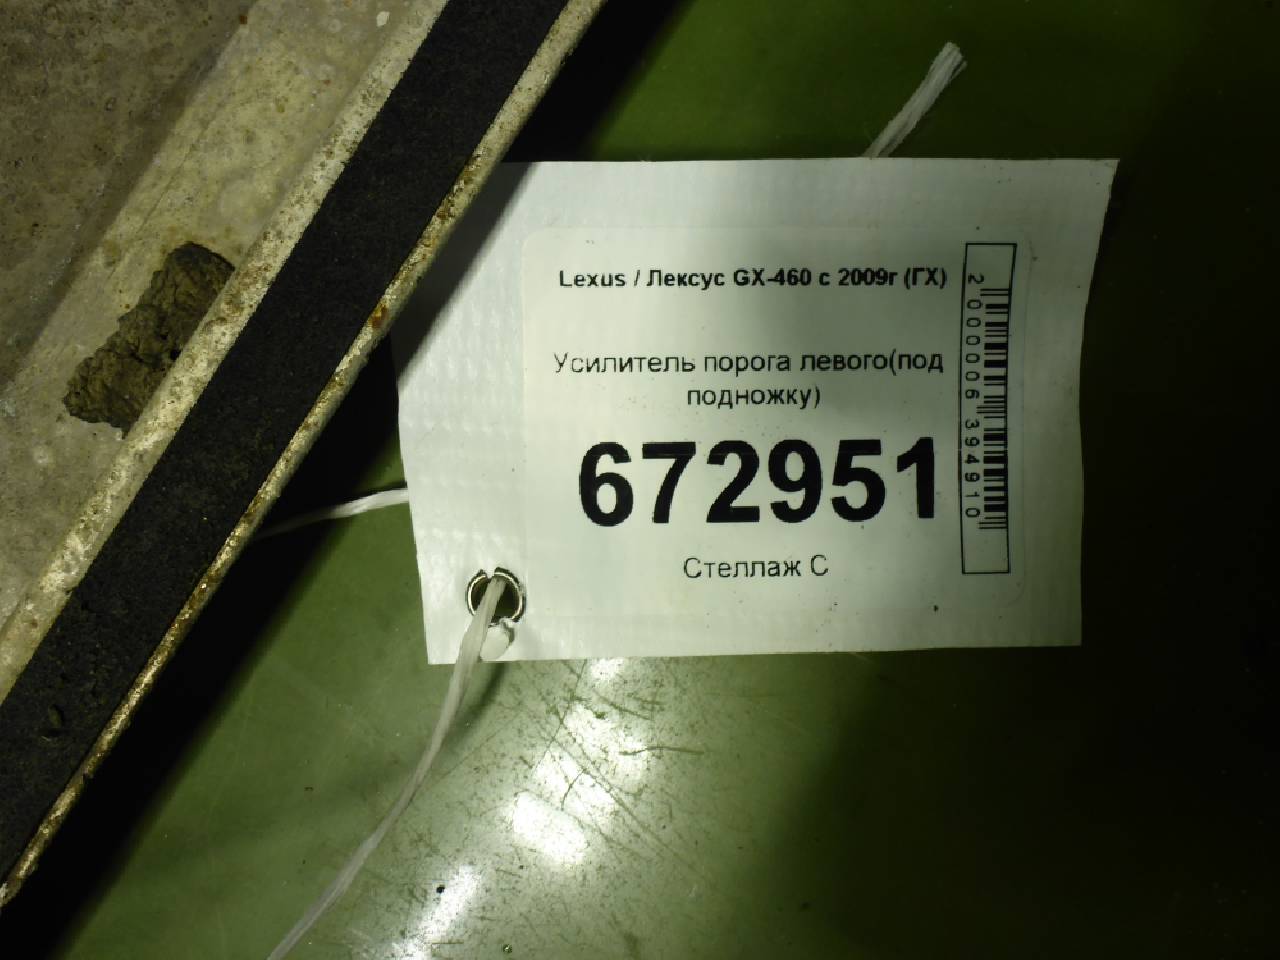 Lexus / Лексус GX-460 с 2009г (ГХ)
Усилитель порога левого(под
подножку)
672951
Стеллаж С
2000006394910